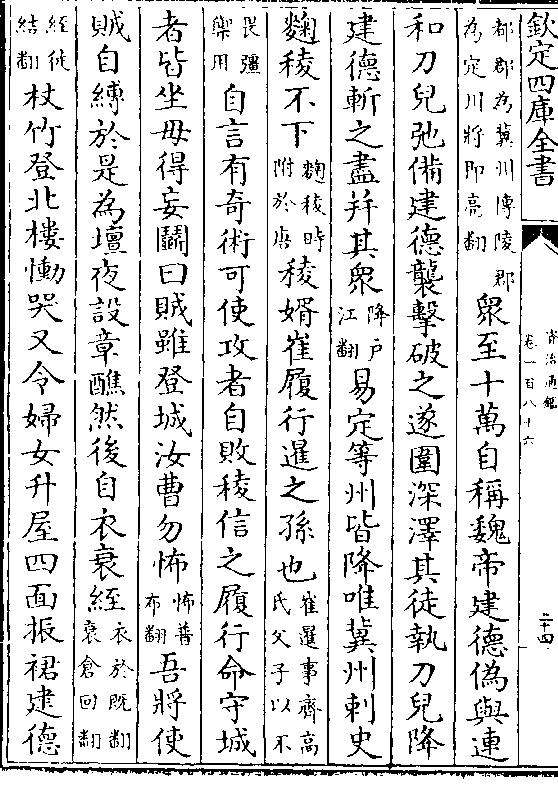 欽定四庫全書
資治通鑑
卷一百八十六
二十四
都郡為冀州博陵郡
為定川將即亮翻
衆至十萬自稱魏帝建德偽與連
和刀兒弛備建德襲擊破之遂圍深澤其徒執刀兒降
建德斬之盡并其衆
降戶
江翻
易定等州皆降唯冀州刺史
麴稜不下
麴稜時
附於唐
稜婿崔履行暹之孫也
崔暹事齊高
氏父子以不
畏彊
禦用
自言有奇術可使攻者自敗稜信之履行命守城
者皆坐毋得妄鬭曰賊雖登城汝曹勿怖
怖普
布翻
吾將使
賊自縛於是為壇夜設章醮然後自衣衰絰
衣於既翻
衰倉回翻
絰徒
結翻
杖竹登北樓慟哭又令婦女升屋四面振裙建德